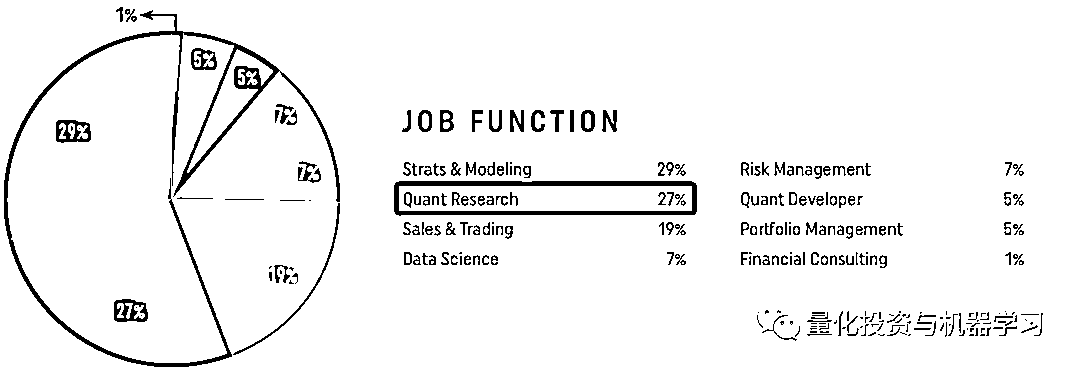 1%
5%
5%
7%
29%
7%
19%
27%
JOB FUNCTION
Strats & Modeling 29%
Quant Research 27%
Sales & Trading 19%
Data Science 7%
Risk Management 7%
Quant Developer 5%
Portfolio Management 5%
Financial Consulting 1%
量化投资与机器学习